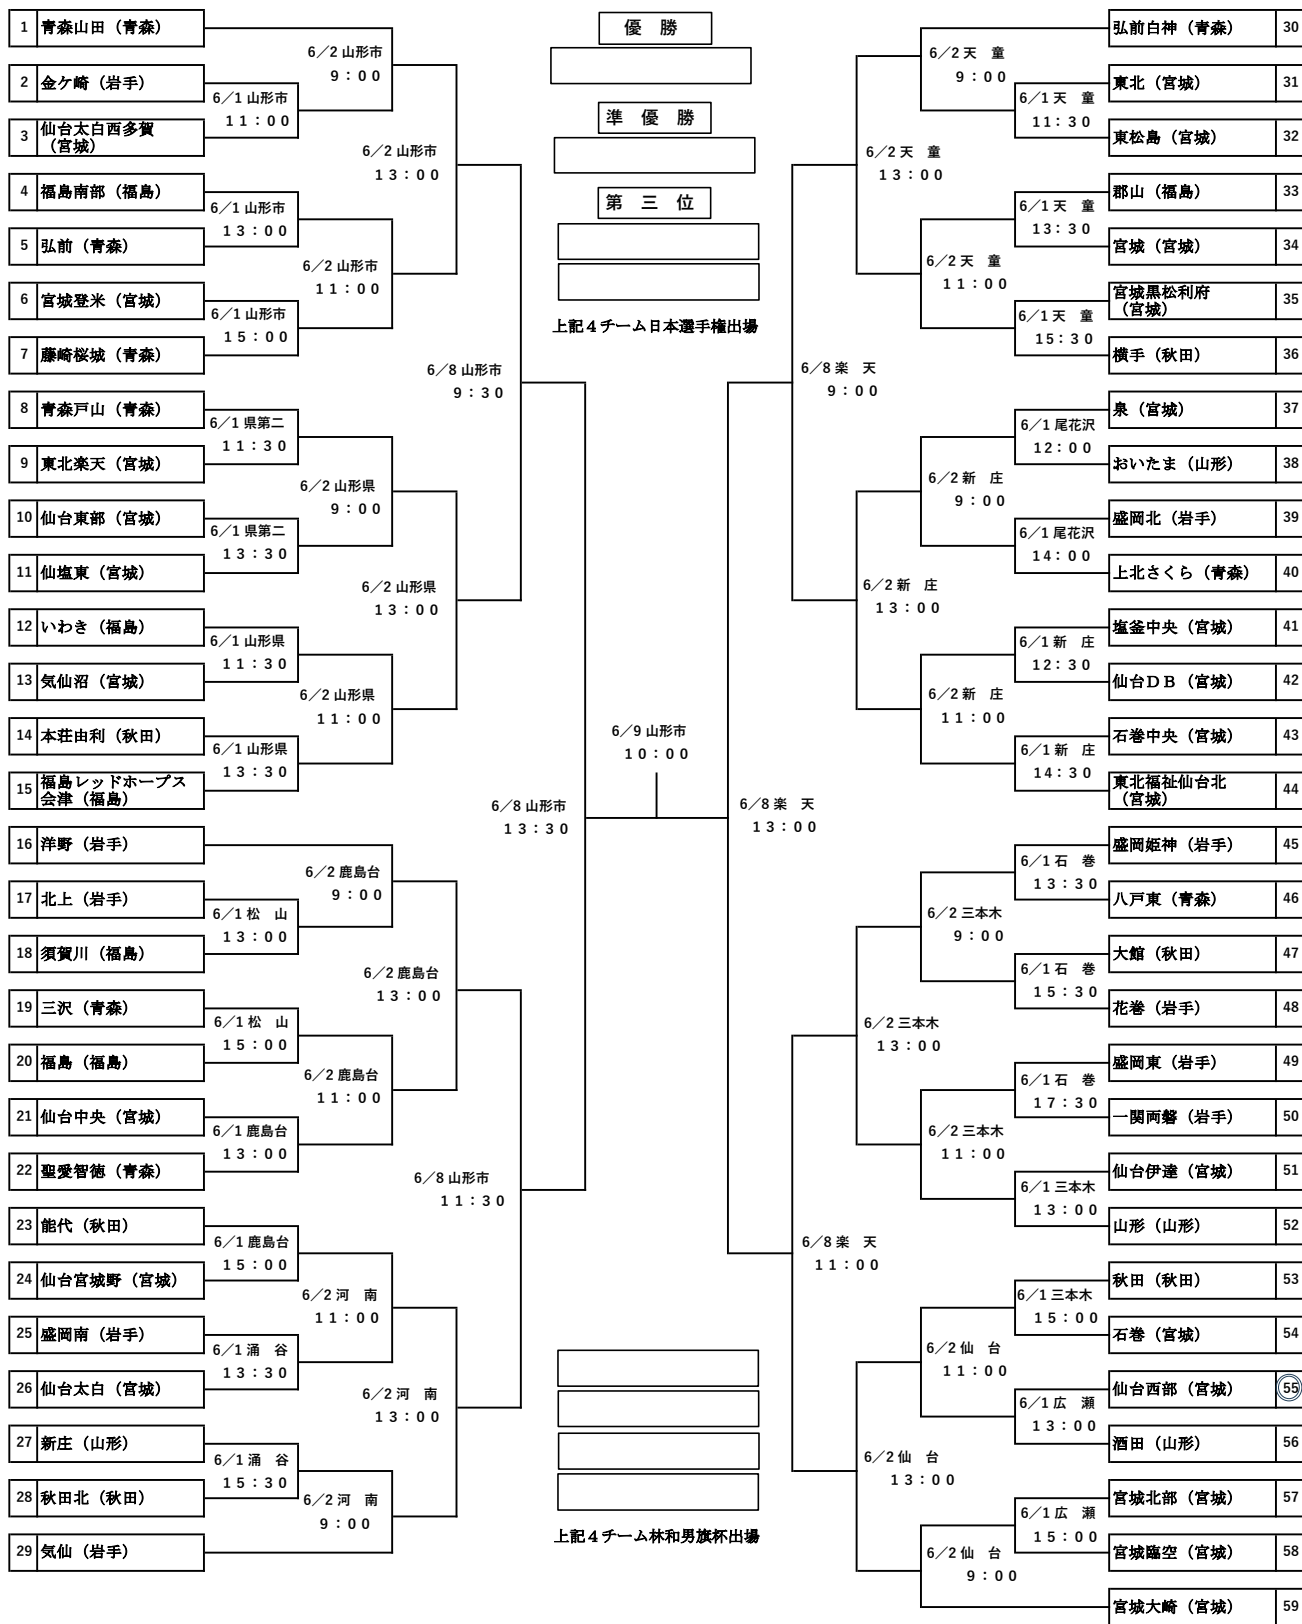 1 青森山田（青森）
6／2 山形市
9：00
2 金ケ崎（岩手）
6／1 山形市
11：00
3 仙台太白西多賀
（宮城）
6／2 山形市
13：00
4 福島南部（福島）
6／1 山形市
13：00
5 弘前（青森）
6／2 山形市
11：00
6 宮城登米（宮城）
6／1 山形市
15：00
7 藤崎桜城（青森）
6／8 山形市
9：30
8 青森戸山（青森）
6／1 県第二
11：30
9 東北楽天（宮城）
6／2 山形県
9：00
10 仙台東部（宮城）
6／1 県第二
13：30
11 仙塩東（宮城）
6／2 山形県
13：00
12 いわき（福島）
6／1 山形県
11：30
13 気仙沼（宮城）
6／2 山形県
11：00
14 本荘由利（秋田）
6／1 山形県
13：30
15 福島レッドホープス
会津（福島）
6／8 山形市
13：30
16 洋野（岩手）
6／2 鹿島台
9：00
17 北上（岩手）
6／1 松　山
13：00
18 須賀川（福島）
6／2 鹿島台
13：00
19 三沢（青森）
6／1 松　山
15：00
20 福島（福島）
6／2 鹿島台
11：00
21 仙台中央（宮城）
6／1 鹿島台
13：00
22 聖愛智徳（青森）
6／8 山形市
11：30
23 能代（秋田）
6／1 鹿島台
15：00
24 仙台宮城野（宮城）
6／2 河　南
11：00
25 盛岡南（岩手）
6／1 涌　谷
13：30
26 仙台太白（宮城）
6／2 河　南
13：00
27 新庄（山形）
6／1 涌　谷
15：30
28 秋田北（秋田）
6／2 河　南
9：00
29 気仙（岩手）
優　勝
準　優　勝
第　三　位
上記４チーム日本選手権出場
6／9 山形市
10：00
上記４チーム林和男旗杯出場
弘前白神（青森） 30
6／2 天　童
9：00
東北（宮城） 31
6／1 天　童
11：30
東松島（宮城） 32
6／2 天　童
13：00
郡山（福島） 33
6／1 天　童
13：30
宮城（宮城） 34
6／2 天　童
11：00
宮城黒松利府
（宮城） 35
6／1 天　童
15：30
横手（秋田） 36
6／8 楽　天
9：00
泉（宮城） 37
6／1 尾花沢
12：00
おいたま（山形） 38
6／2 新　庄
9：00
盛岡北（岩手） 39
6／1 尾花沢
14：00
上北さくら（青森） 40
6／2 新　庄
13：00
塩釜中央（宮城） 41
6／1 新　庄
12：30
仙台ＤＢ（宮城） 42
6／2 新　庄
11：00
石巻中央（宮城） 43
6／1 新　庄
14：30
東北福祉仙台北
（宮城） 44
6／8 楽　天
13：00
盛岡姫神（岩手） 45
6／1 石　巻
13：30
八戸東（青森） 46
6／2 三本木
9：00
大館（秋田） 47
6／1 石　巻
15：30
花巻（岩手） 48
6／2 三本木
13：00
盛岡東（岩手） 49
6／1 石　巻
17：30
一関両磐（岩手） 50
6／2 三本木
11：00
仙台伊達（宮城） 51
6／1 三本木
13：00
山形（山形） 52
6／8 楽　天
11：00
秋田（秋田） 53
6／1 三本木
15：00
石巻（宮城） 54
6／2 仙　台
11：00
仙台西部（宮城） 55
6／1 広　瀬
13：00
酒田（山形） 56
6／2 仙　台
13：00
宮城北部（宮城） 57
6／1 広　瀬
15：00
宮城臨空（宮城） 58
6／2 仙　台
9：00
宮城大崎（宮城） 59